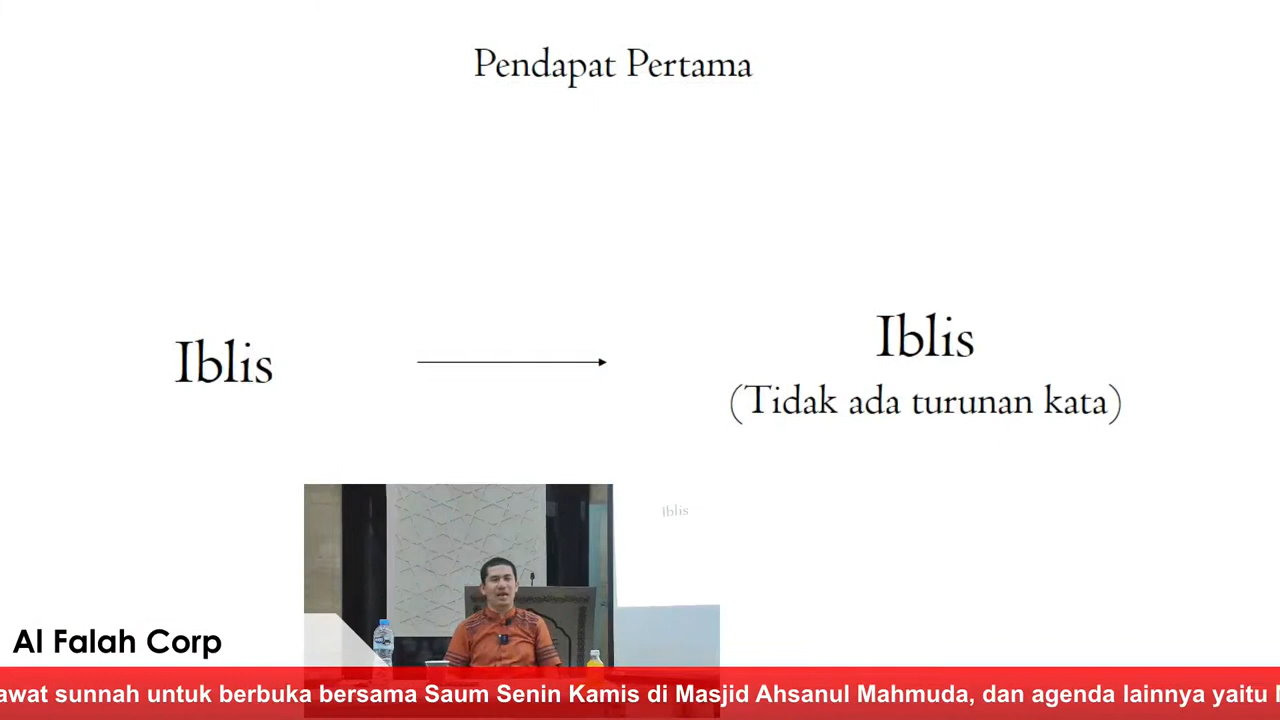 Pendapat Pertama
Iblis
Iblis
(Tidak ada turunan kata)
Iblis
Al Falah Corp
awat sunnah untuk berbuka bersama Saum Senin Kamis di Masjid Ahsanul Mahmuda, dan agenda lainnya yaitu